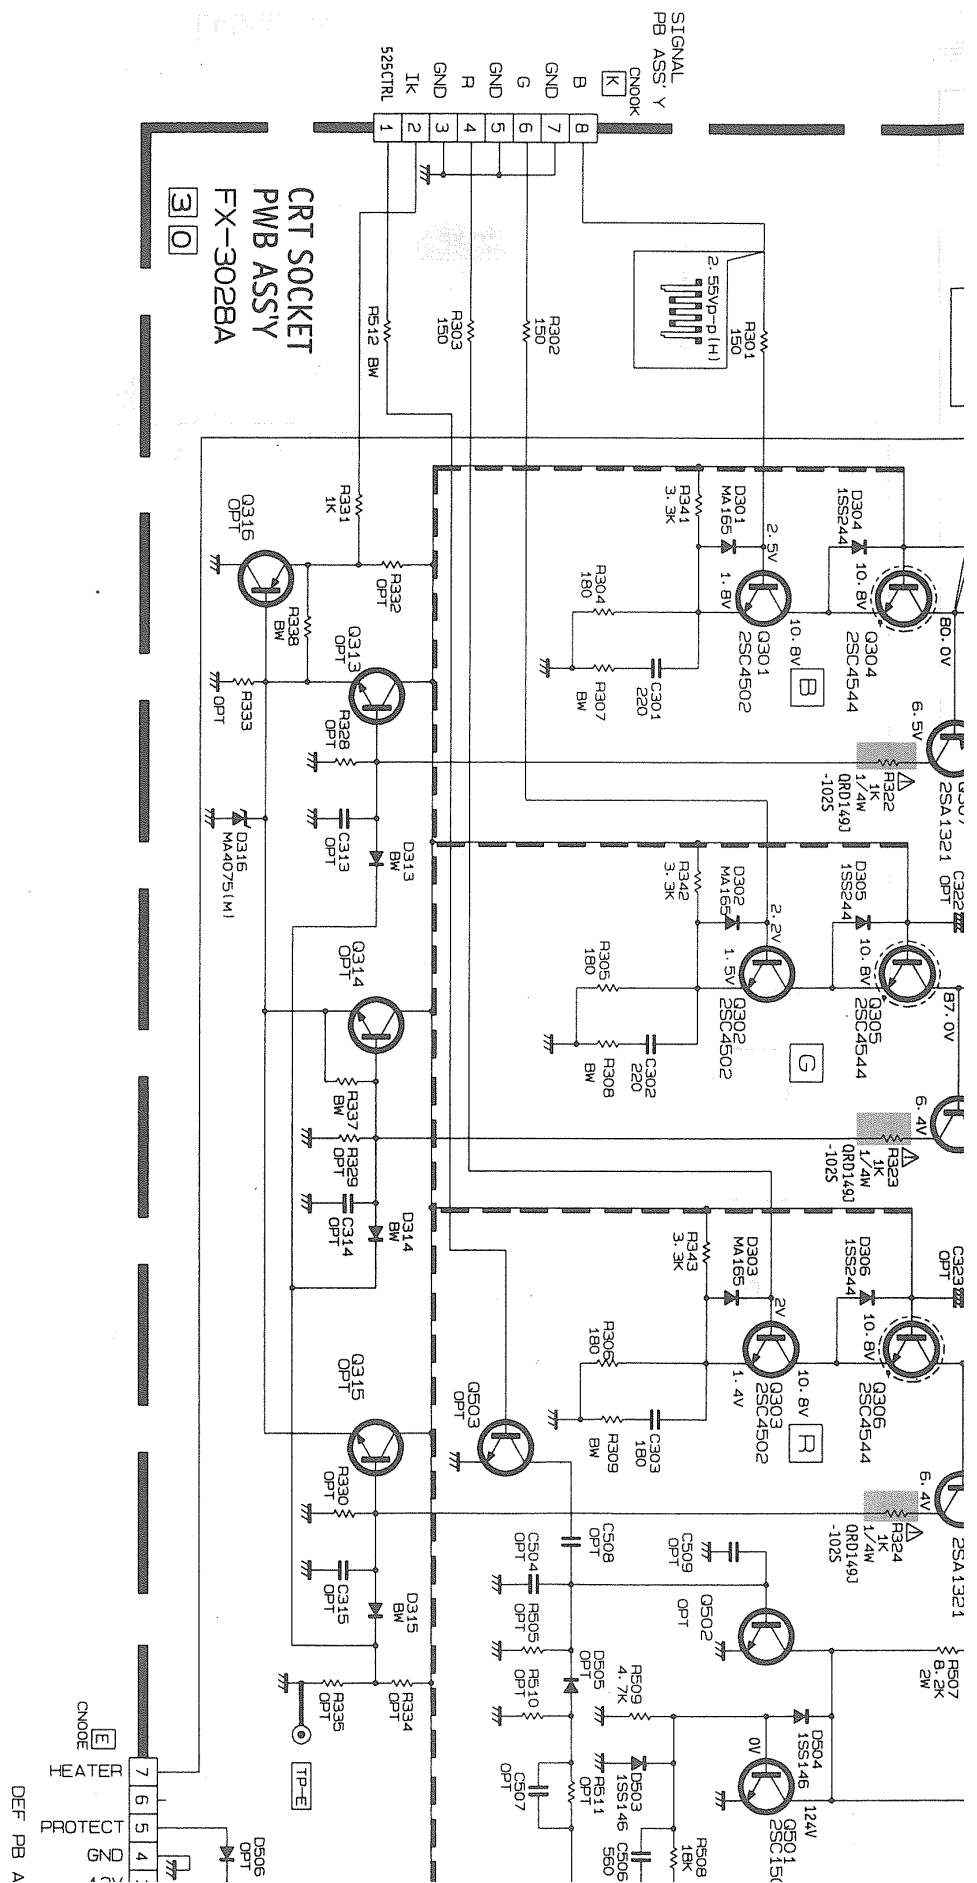 SIGNAL
PB ASS'Y
CN00K
K
B
GND
G
GND
R
GND
Ik
525CTRL
8
7
6
5
4
3
2
1
CRT SOCKET
PWB ASS'Y
FX-3028A
3 0
2.55Vp-p(H)
R301
150
R302
150
R303
150
R512 BW
R331
1K
R332
OPT
Q316
OPT
R338
BW
Q313
OPT
R333
OPT
R328
OPT
D316
MA4075(M)
C313
OPT
D313
BW
R341
3.3K
D301
MA165
2.5V
1.8V
D304
1SS244
10.8V
R304
180
R307
BW
C301
220
Q301
2SC4502
10.8V
B
Q304
2SC4544
80.0V
6.5V
R322
1K
1/4W
QRD149J
-102S
2SA1321
C322
OPT
R342
3.3K
D302
MA165
2.2V
1.5V
D305
1SS244
10.8V
R305
180
R308
BW
C302
220
Q302
2SC4502
G
Q305
2SC4544
87.0V
6.4V
R323
1K
1/4W
QRD149J
-102S
C323
OPT
Q314
OPT
R337
BW
R329
OPT
C314
OPT
D314
BW
R343
3.3K
D303
MA165
2V
1.4V
D306
1SS244
10.8V
R306
180
R309
BW
C303
180
Q303
2SC4502
10.8V
R
Q306
2SC4544
6.4V
R324
1K
1/4W
QRD149J
-102S
2SA1321
Q315
OPT
R330
OPT
C315
OPT
D315
BW
Q503
OPT
C508
OPT
C504
OPT
R505
OPT
R510
OPT
D505
OPT
C509
OPT
Q502
OPT
R507
8.2K
2W
R509
4.7K
D504
1SS146
0V
124V
Q501
D503
1SS146
R511
OPT
C507
OPT
C506
560
R508
18K
R335
OPT
R334
OPT
TP-E
CN00E
E
HEATER 7
6
PROTECT 5
GND 4
D506
OPT
DEF PB